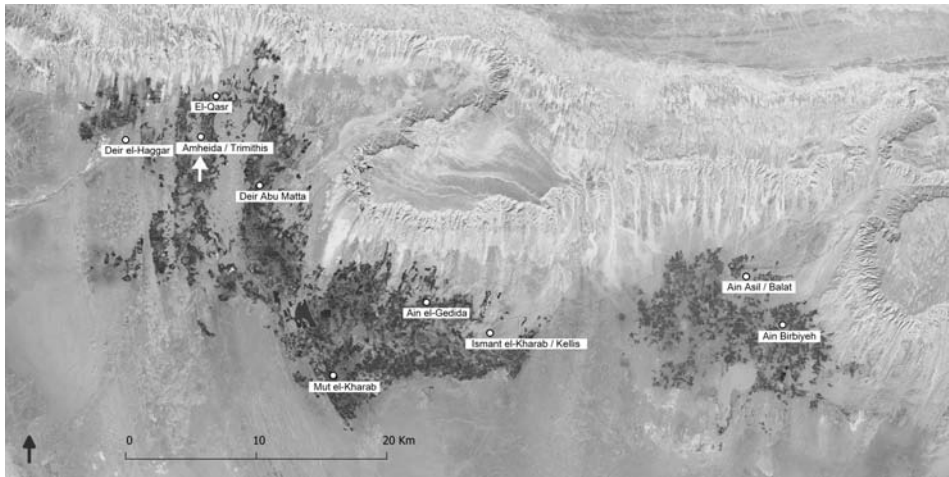 El-Qasr
Deir el-Haggar
Amheida / Trimithis
Deir Abu Matta
Ain Asil / Balat
Ain el-Gedida
Ain Birbiyeh
Ismant el-Kharab / Kellis
Mut el-Kharab
0 10 20 Km